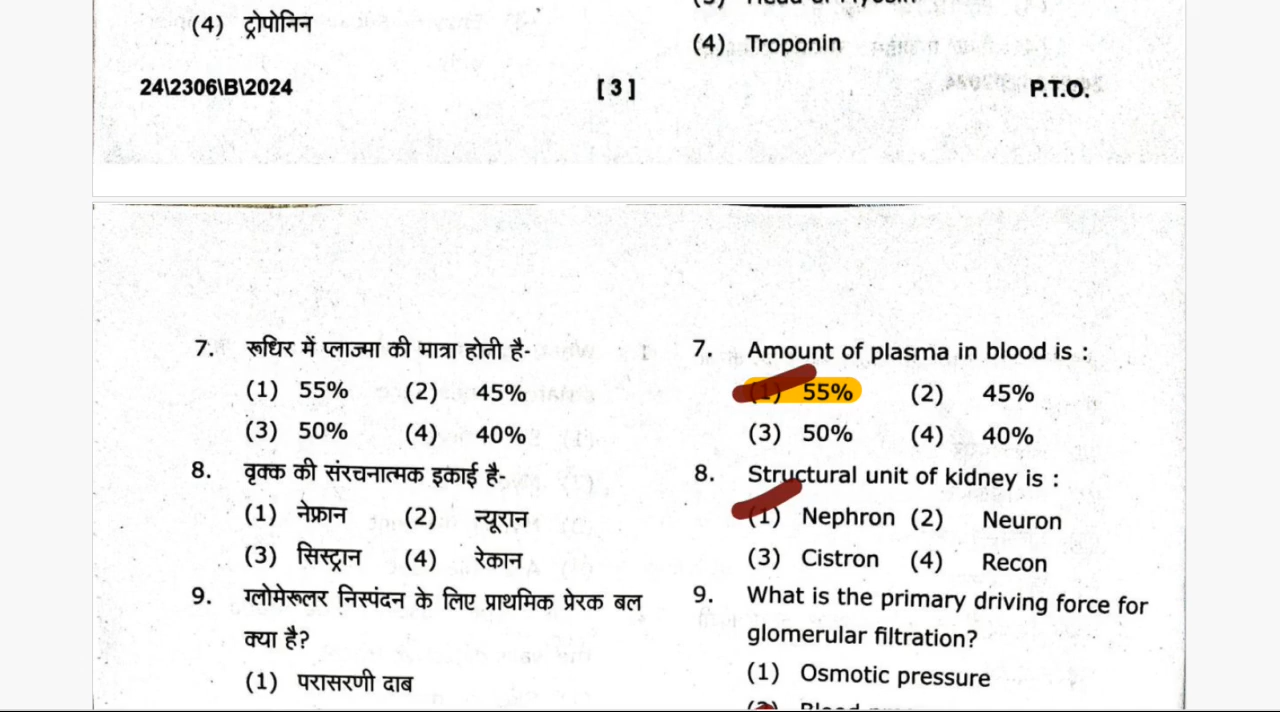 (4) ट्रोपोनिन
(4) Troponin
24\2306\B\2024 [ 3 ] P.T.O.
7. रूधिर में प्लाज्मा की मात्रा होती है-
(1) 55% (2) 45%
(3) 50% (4) 40%
8. वृक्क की संरचनात्मक इकाई है-
(1) नेफ्रान (2) न्यूरान
(3) सिस्ट्रान (4) रेकान
9. ग्लोमेरूलर निस्पंदन के लिए प्राथमिक प्रेरक बल
क्या है?
(1) परासरणी दाब
7. Amount of plasma in blood is :
(1) 55% (2) 45%
(3) 50% (4) 40%
8. Structural unit of kidney is :
(1) Nephron (2) Neuron
(3) Cistron (4) Recon
9. What is the primary driving force for
glomerular filtration?
(1) Osmotic pressure